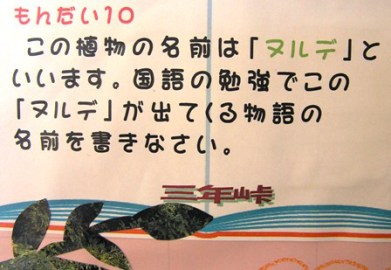 もんだい10
この植物の名前は「ヌルデ」と
いいます。国語の勉強でこの
「ヌルデ」が出てくる物語の
名前を書きなさい。
三年峠